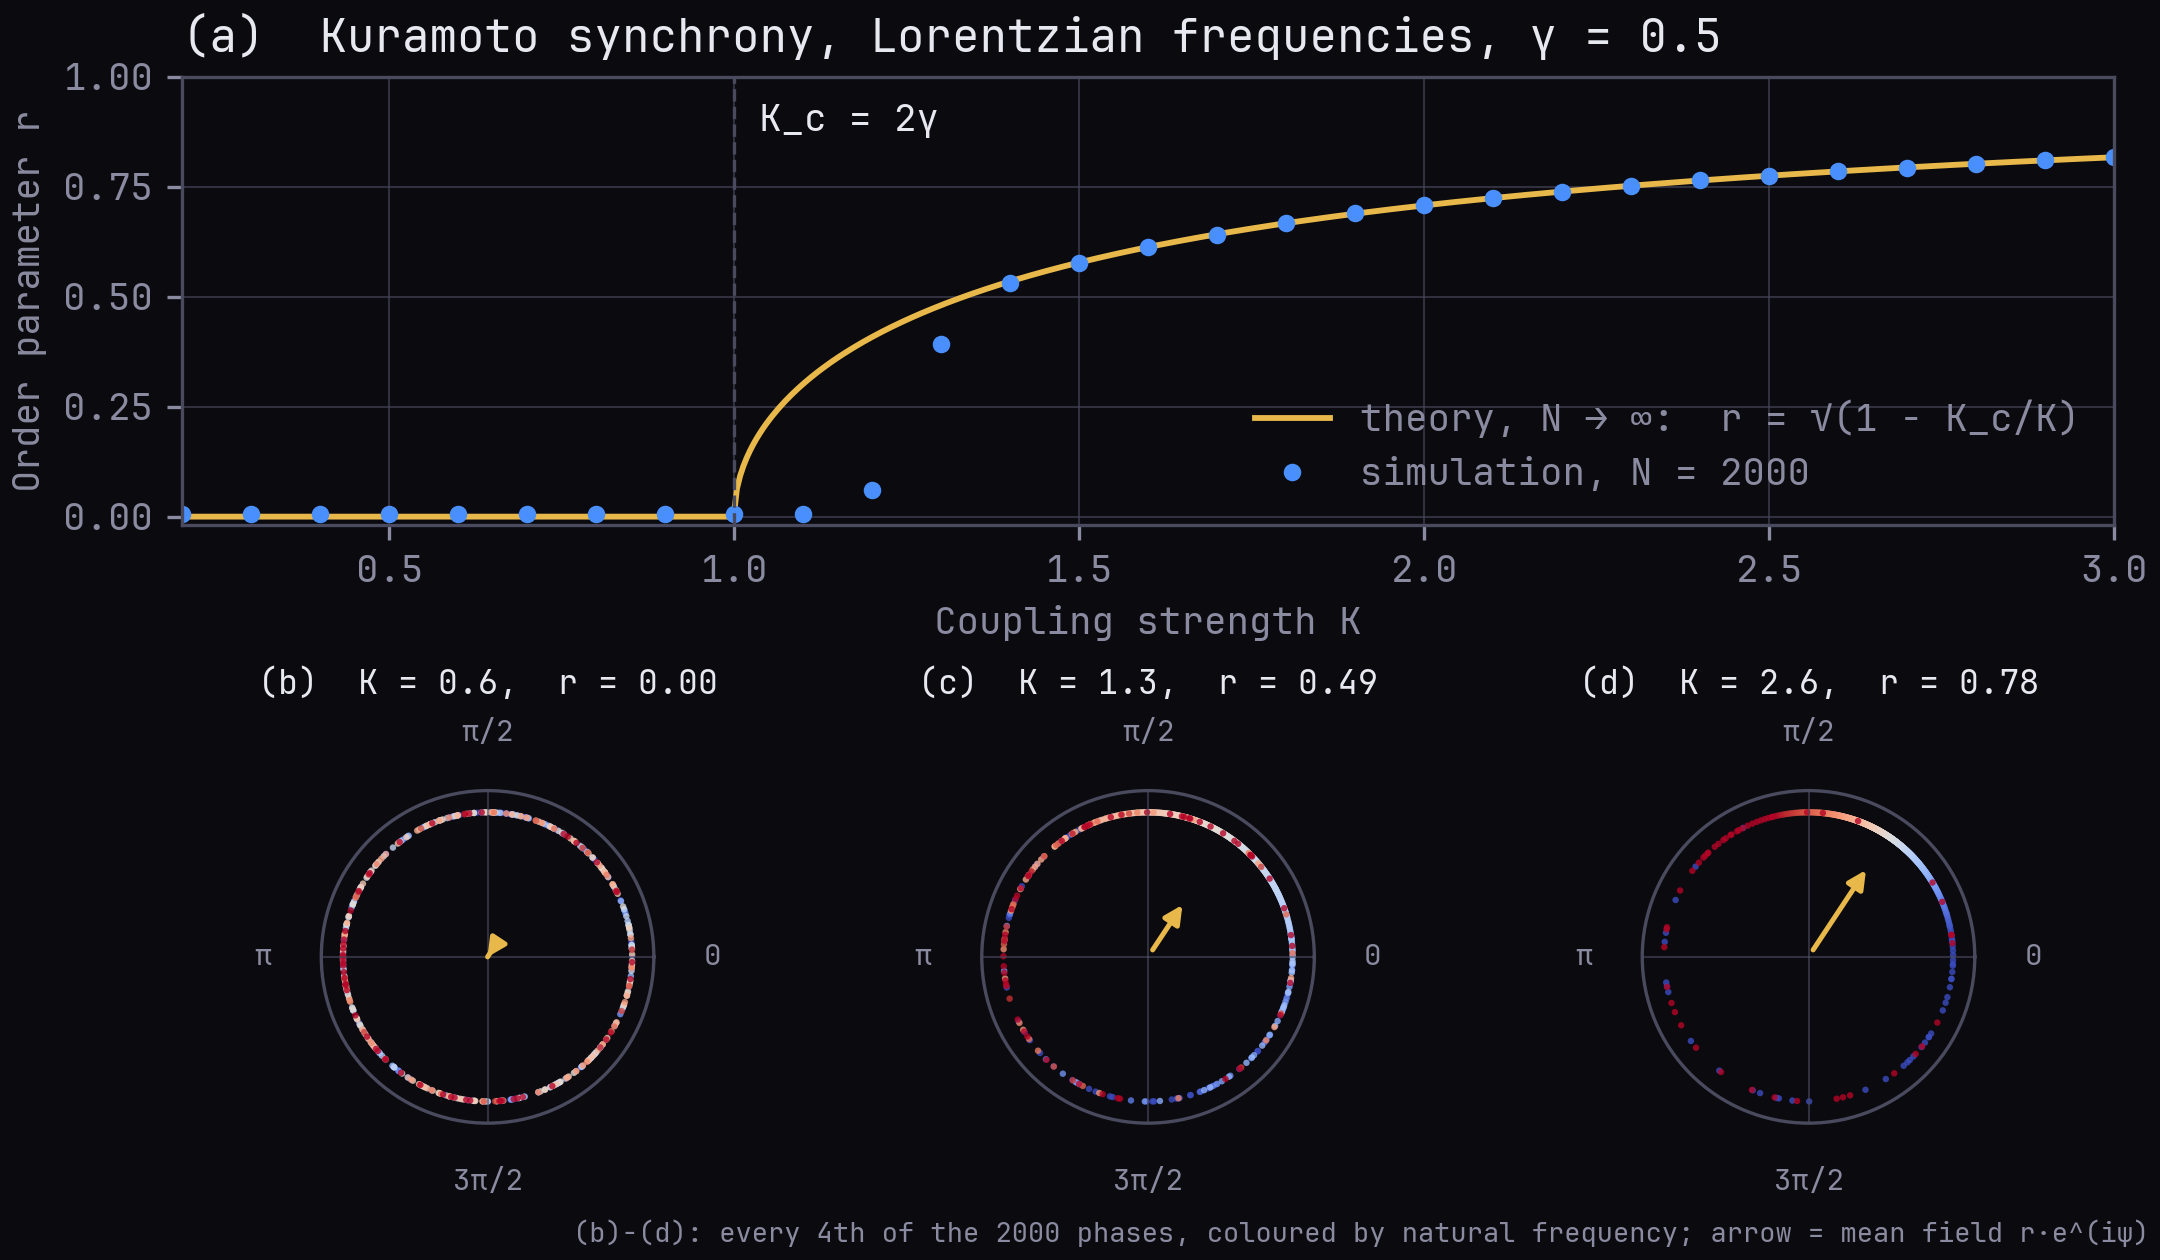 (a)  Kuramoto synchrony, Lorentzian frequencies, γ = 0.5
Order parameter r
1.00
0.75
0.50
0.25
0.00
K_c = 2γ
theory, N → ∞:  r = √(1 - K_c/K)
simulation, N = 2000
0.5
1.0
1.5
2.0
2.5
3.0
Coupling strength K
(b)  K = 0.6,  r = 0.00
π/2
π
0
3π/2
(c)  K = 1.3,  r = 0.49
π/2
π
0
3π/2
(d)  K = 2.6,  r = 0.78
π/2
π
0
3π/2
(b)-(d): every 4th of the 2000 phases, coloured by natural frequency; arrow = mean field r·e^(iψ)